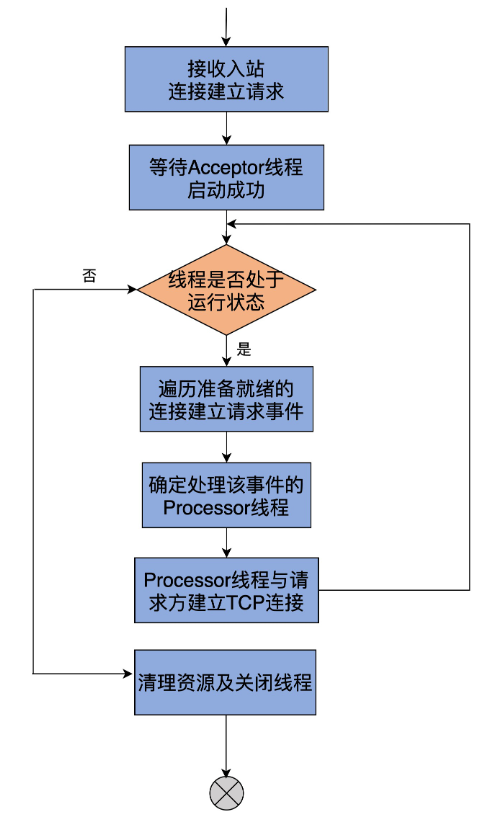 接收入站
连接建立请求
等待Acceptor线程
启动成功
线程是否处于
运行状态
否
是
遍历准备就绪的
连接建立请求事件
确定处理该事件的
Processor线程
Processor线程与请
求方建立TCP连接
清理资源及关闭线程